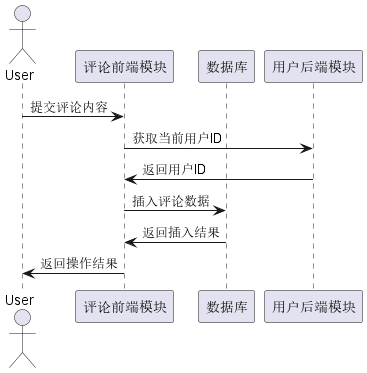 User
评论前端模块
数据库
用户后端模块
提交评论内容
获取当前用户ID
返回用户ID
插入评论数据
返回插入结果
返回操作结果
User
评论前端模块
数据库
用户后端模块